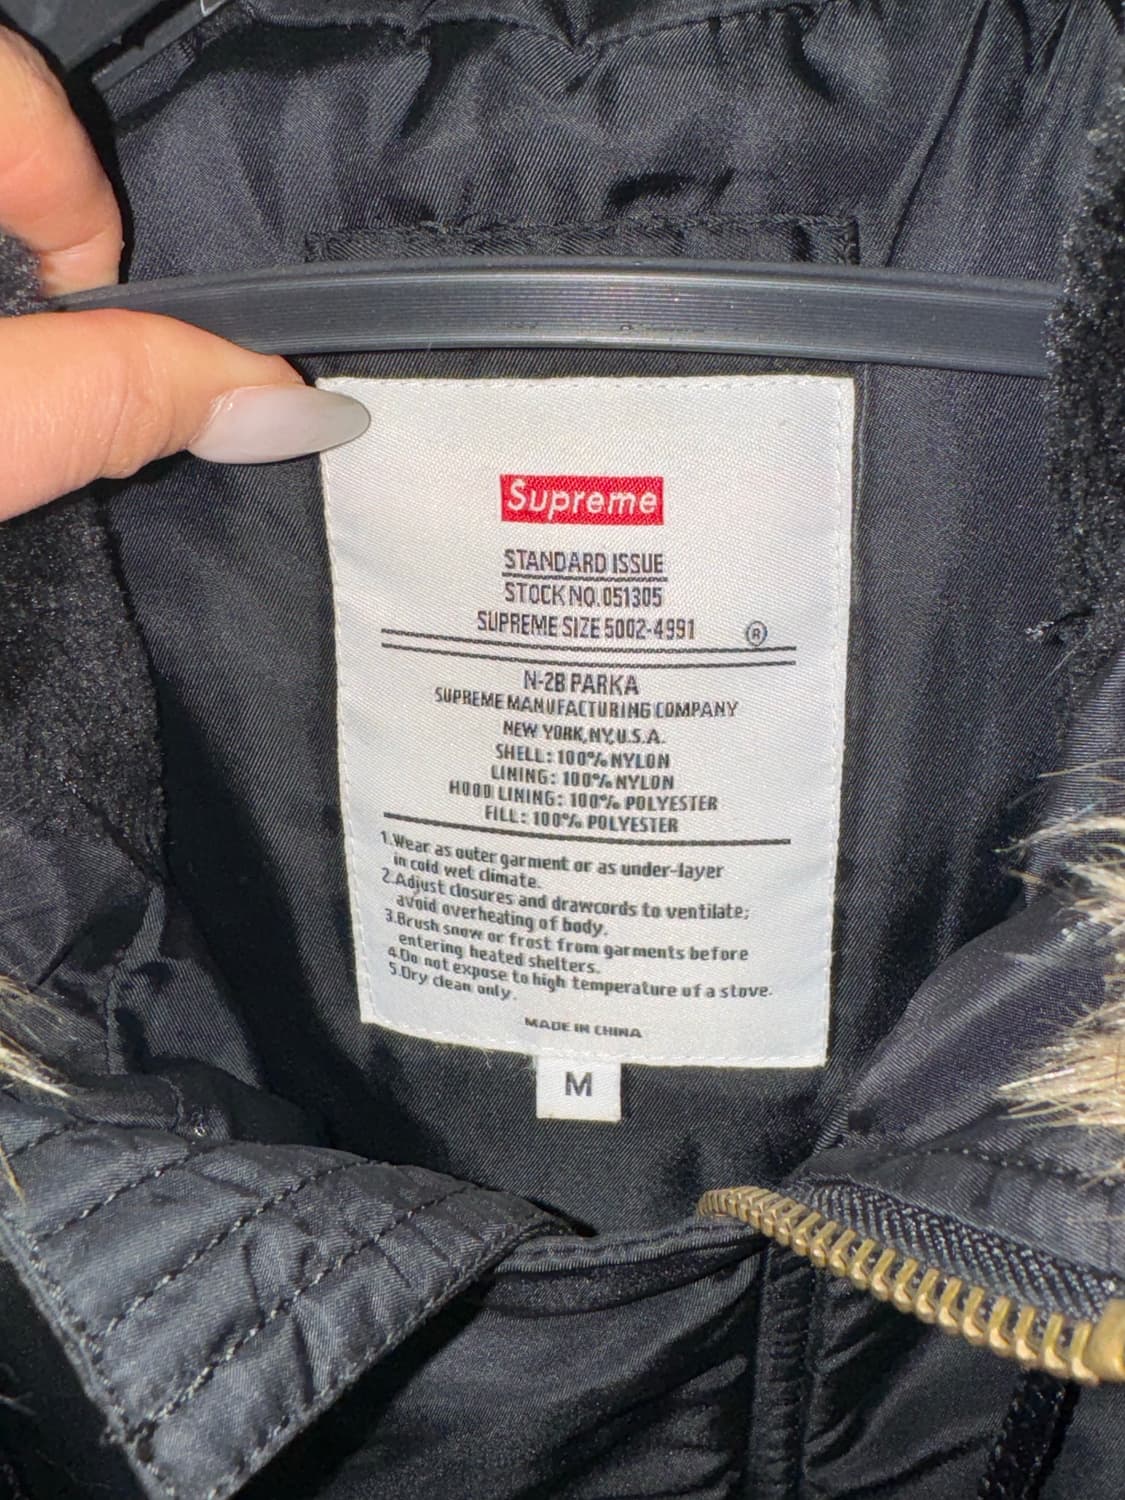 Supreme
STANDARD ISSUE
STOCK NO.051305
SUPREME SIZE 5002-4991
®
N-2B PARKA
SUPREME MANUFACTURING COMPANY
NEW YORK,NY,U.S.A.
SHELL: 100% NYLON
LINING: 100% NYLON
HOOD LINING: 100% POLYESTER
FILL: 100% POLYESTER
1.Wear as outer garment or as under-layer
in cold wet climate.
2.Adjust closures and drawcords to ventilate;
avoid overheating of body.
3.Brush snow or frost from garments before
entering heated shelters.
4.Do not expose to high temperature of a stove.
5.Dry clean only.
MADE IN CHINA
M